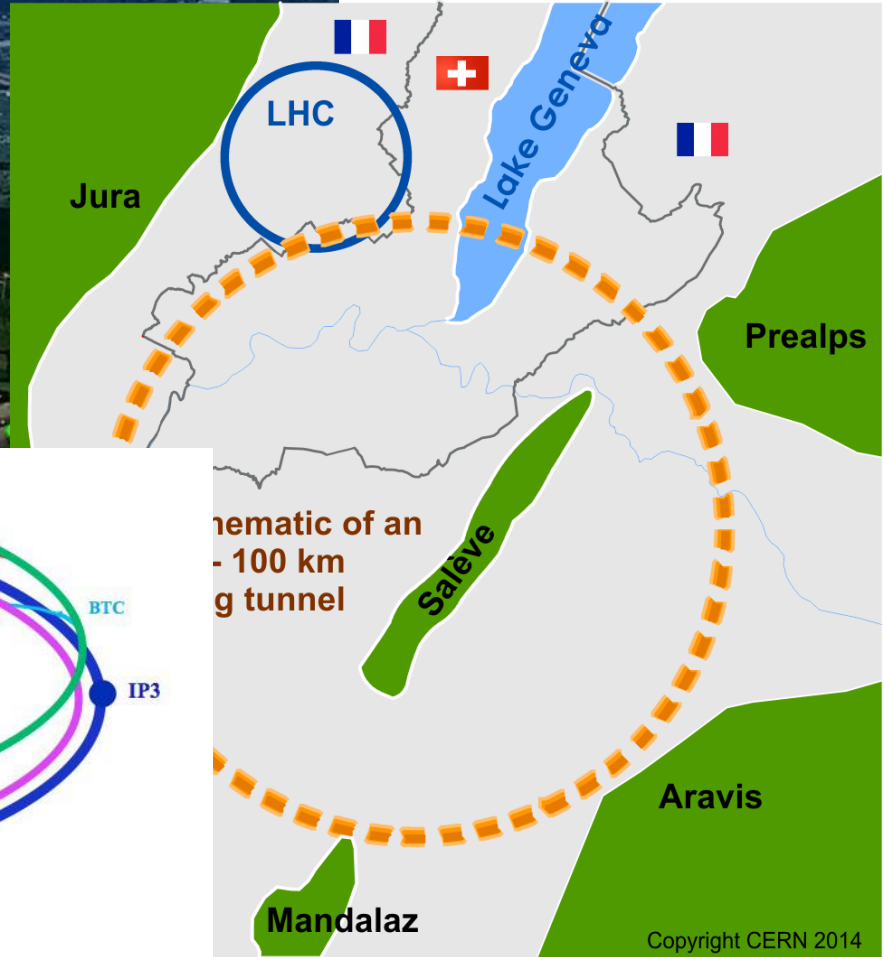 LHC
Lake Geneva
Jura
Prealps
hematic of an
- 100 km
g tunnel
Salève
BTC
IP3
Aravis
Mandalaz
Copyright CERN 2014